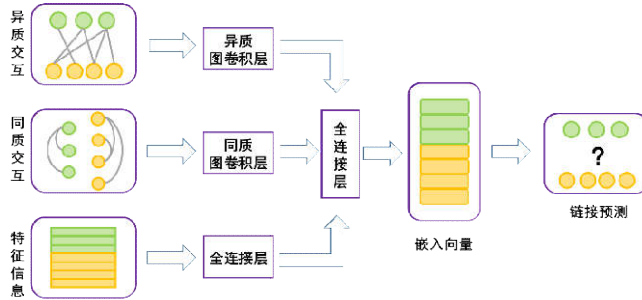 异质交互
异质
图卷积层
同质交互
同质
图卷积层
全连接层
嵌入向量
?
链接预测
特征信息
全连接层